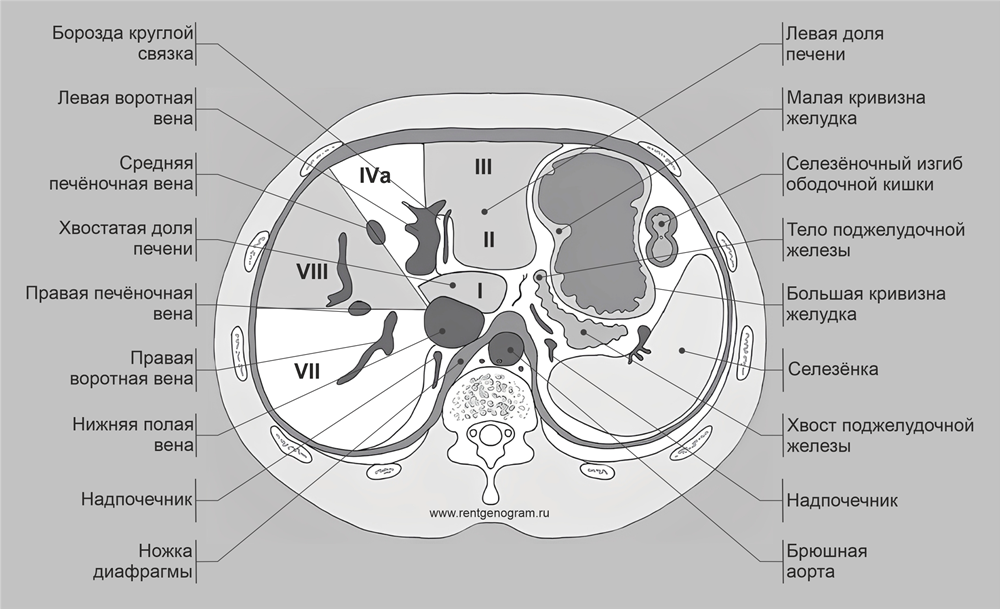 Борозда круглой
связка
Левая воротная
вена
Средняя
печёночная вена
Хвостатая доля
печени
Правая печёночная
вена
Правая
воротная вена
Нижняя полая
вена
Надпочечник
Ножка
диафрагмы
IVa
III
II
VIII
I
VII
www.rentgenogram.ru
Левая доля
печени
Малая кривизна
желудка
Селезёночный изгиб
ободочной кишки
Тело поджелудочной
железы
Большая кривизна
желудка
Селезёнка
Хвост поджелудочной
железы
Надпочечник
Брюшная
аорта